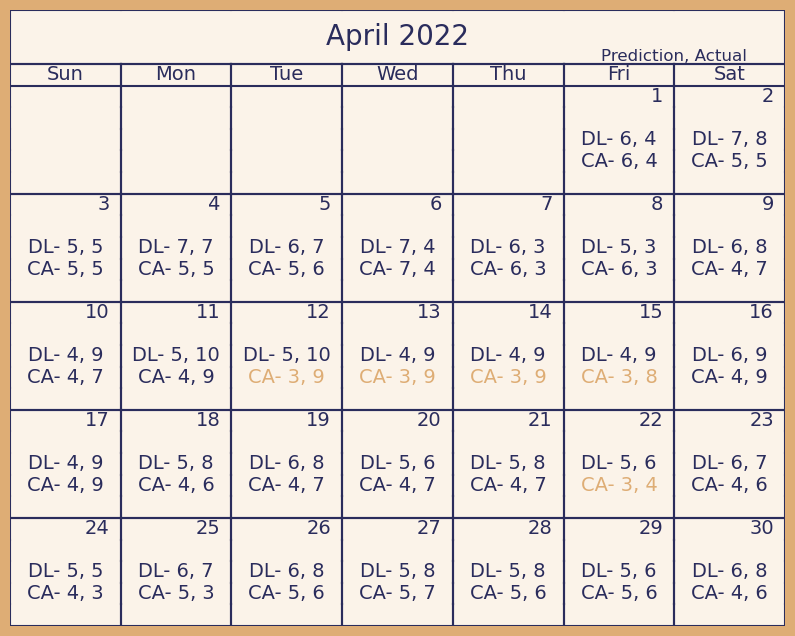 April 2022
Prediction, Actual
Sun Mon Tue Wed Thu Fri Sat
1 2
DL- 6, 4 DL- 7, 8
CA- 6, 4 CA- 5, 5
3 4 5 6 7 8 9
DL- 5, 5 DL- 7, 7 DL- 6, 7 DL- 7, 4 DL- 6, 3 DL- 5, 3 DL- 6, 8
CA- 5, 5 CA- 5, 5 CA- 5, 6 CA- 7, 4 CA- 6, 3 CA- 6, 3 CA- 4, 7
10 11 12 13 14 15 16
DL- 4, 9 DL- 5, 10 DL- 5, 10 DL- 4, 9 DL- 4, 9 DL- 4, 9 DL- 6, 9
CA- 4, 7 CA- 4, 9 CA- 3, 9 CA- 3, 9 CA- 3, 9 CA- 3, 8 CA- 4, 9
17 18 19 20 21 22 23
DL- 4, 9 DL- 5, 8 DL- 6, 8 DL- 5, 6 DL- 5, 8 DL- 5, 6 DL- 6, 7
CA- 4, 9 CA- 4, 6 CA- 4, 7 CA- 4, 7 CA- 4, 7 CA- 3, 4 CA- 4, 6
24 25 26 27 28 29 30
DL- 5, 5 DL- 6, 7 DL- 6, 8 DL- 5, 8 DL- 5, 8 DL- 5, 6 DL- 6, 8
CA- 4, 3 CA- 5, 3 CA- 5, 6 CA- 5, 7 CA- 5, 6 CA- 5, 6 CA- 4, 6